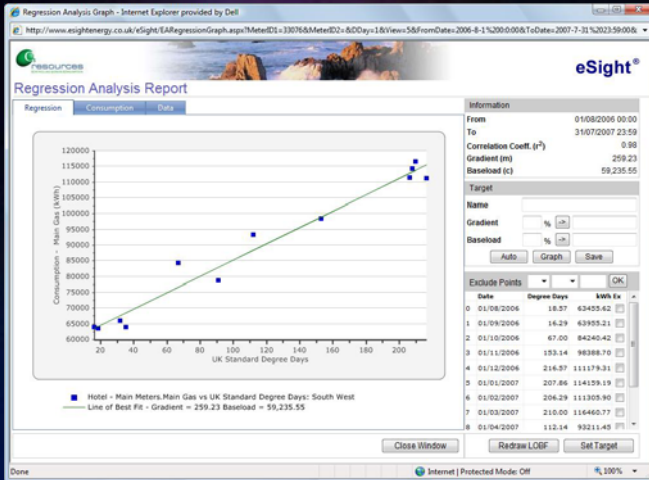 Regression Analysis Graph - Internet Explorer provided by Dell
http://www.esightenergy.co.uk/eSight/EARegressionGraph.aspx?MeterID1=33076&MeterID2=&DDay=1&View=5&FromDate=2006-8-1%200:00:00&ToDate=2007-7-31%2023:59:00&
resources
eSight®
Regression Analysis Report
Regression Consumption Data
120000
115000
110000
105000
100000
95000
90000
85000
80000
75000
70000
65000
60000
Consumption - Main Gas (kWh)
20 40 60 80 100 120 140 160 180 200
UK Standard Degree Days
Hotel - Main Meters.Main Gas vs UK Standard Degree Days: South West
Line of Best Fit - Gradient = 259.23 Baseload = 59,235.55
Close Window
Information
From 01/08/2006 00:00
To 31/07/2007 23:59
Correlation Coeff. (r²) 0.98
Gradient (m) 259.23
Baseload (c) 59,235.55
Target
Name
Gradient % ->
Baseload % ->
Auto Graph Save
Exclude Points OK
Date Degree Days kWh Ex
0 01/08/2006 18.57 63455.62
1 01/09/2006 16.29 63955.21
2 01/10/2006 67.00 84240.42
3 01/11/2006 153.14 98388.70
4 01/12/2006 216.57 111179.31
5 01/01/2007 207.86 114159.19
6 01/02/2007 206.29 111305.90
7 01/03/2007 210.00 116460.77
8 01/04/2007 112.14 93211.45
Redraw LOBF Set Target
Done
Internet | Protected Mode: Off
100%